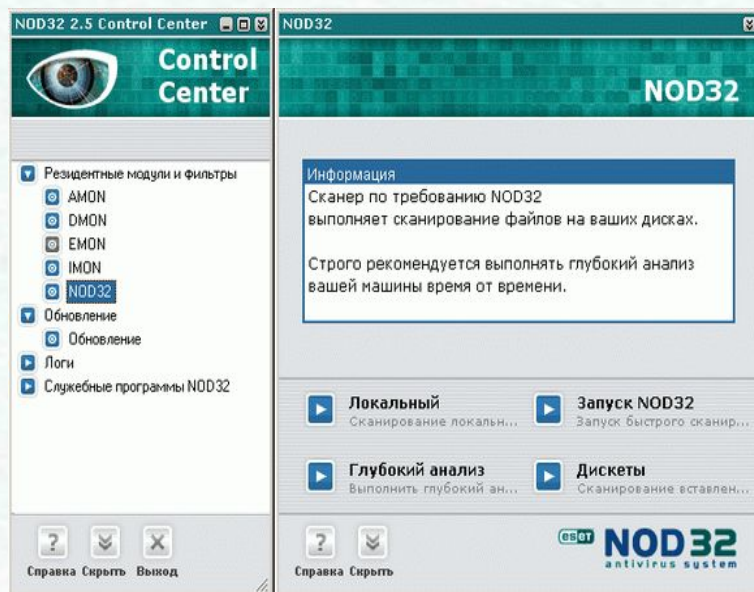 NOD32 2.5 Control Center
Control
Center
Резидентные модули и фильтры
AMON
DMON
EMON
IMON
NOD32
Обновление
Обновление
Логи
Служебные программы NOD32
Справка Скрыть Выход
NOD32
NOD32
Информация
Сканер по требованию NOD32
выполняет сканирование файлов на ваших дисках.
Строго рекомендуется выполнять глубокий анализ
вашей машины время от времени.
Локальный
Сканирование локальн...
Запуск NOD32
Запуск быстрого сканир...
Глубокий анализ
Выполнить глубокий ан...
Дискеты
Сканирование вставлен...
Справка Скрыть
eset NOD32
antivirus system